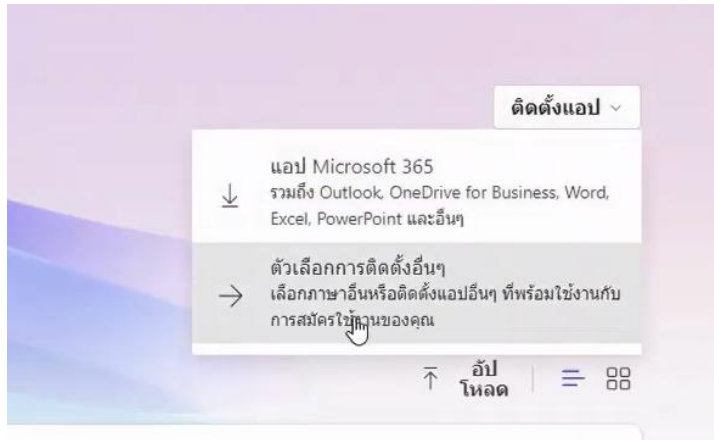 ติดตั้งแอป
แอป Microsoft 365
รวมถึง Outlook, OneDrive for Business, Word,
Excel, PowerPoint และอื่นๆ
ตัวเลือกการติดตั้งอื่นๆ
เลือกภาษาอื่นหรือติดตั้งแอปอื่นๆ ที่พร้อมใช้งานกับ
การสมัครใช้งานของคุณ
อัป
โหลด